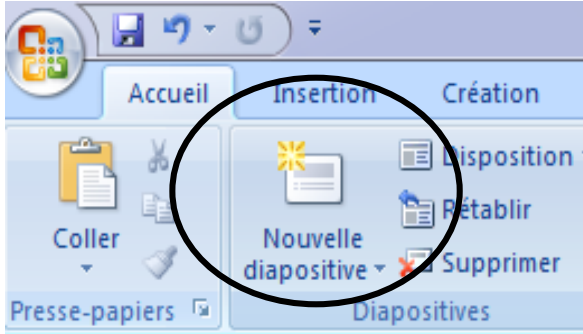 Accueil Insertion Création
Coller
Nouvelle diapositive
Disposition
Rétablir
Supprimer
Presse-papiers Diapositives